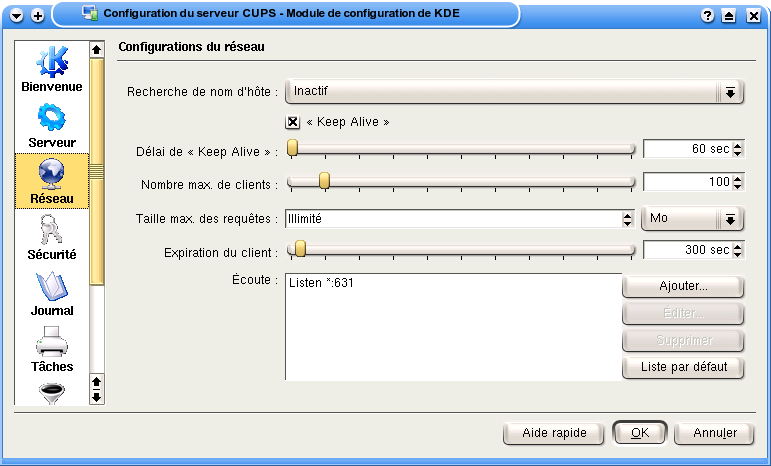 Configuration du serveur CUPS - Module de configuration de KDE
Bienvenue
Serveur
Réseau
Sécurité
Journal
Tâches
Configurations du réseau
Recherche de nom d'hôte : Inactif
« Keep Alive »
Délai de « Keep Alive » : 60 sec
Nombre max. de clients : 100
Taille max. des requêtes : Illimité Mo
Expiration du client : 300 sec
Écoute : Listen *:631
Ajouter...
Éditer...
Supprimer
Liste par défaut
Aide rapide OK Annuler